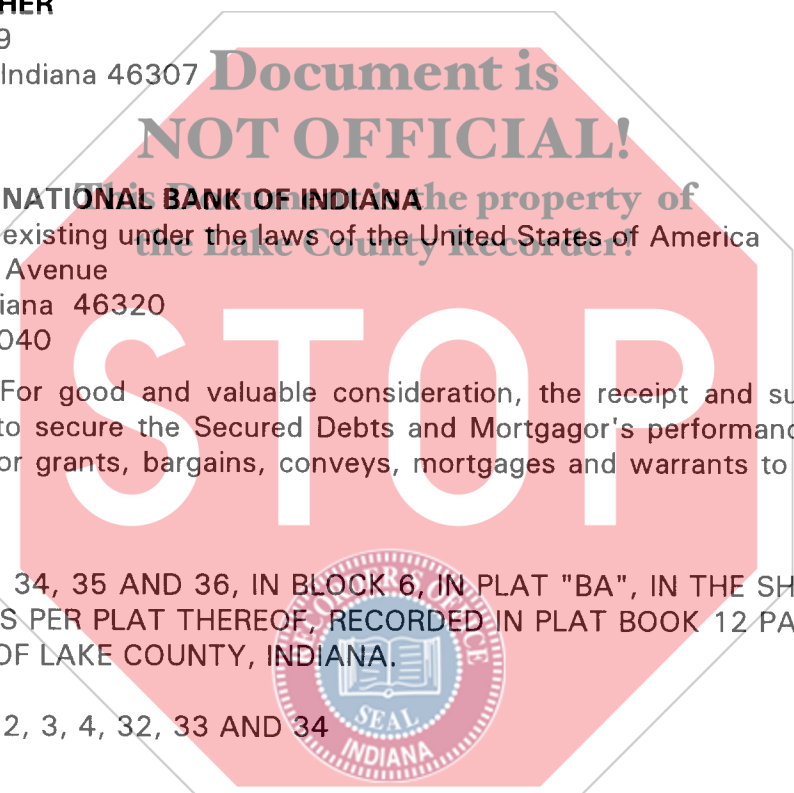 HER
9
Indiana 46307
Document is
NOT OFFICIAL!
This Document is the property of
the Lake County Recorder!
NATIONAL BANK OF INDIANA
existing under the laws of the United States of America
Avenue
iana 46320
040
STOP
For good and valuable consideration, the receipt and su
to secure the Secured Debts and Mortgagor's performanc
or grants, bargains, conveys, mortgages and warrants to
34, 35 AND 36, IN BLOCK 6, IN PLAT "BA", IN THE SH
S PER PLAT THEREOF, RECORDED IN PLAT BOOK 12 PA
OF LAKE COUNTY, INDIANA.
2, 3, 4, 32, 33 AND 34
RECORDER'S OFFICE
SEAL
INDIANA